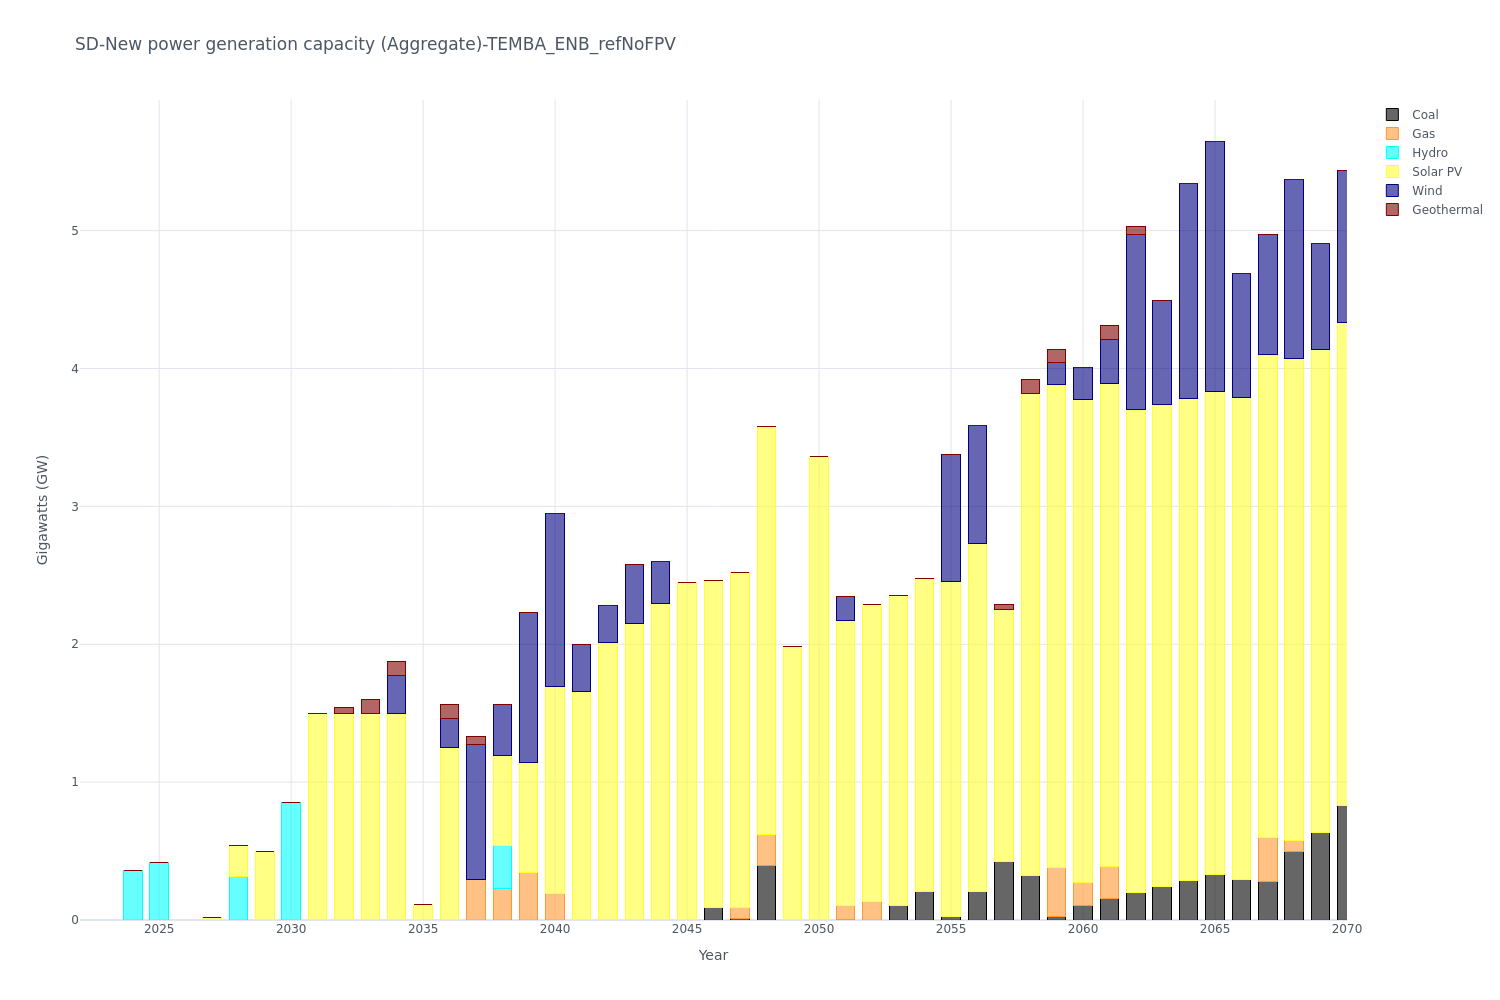 SD-New power generation capacity (Aggregate)-TEMBA_ENB_refNoFPV
Coal
Gas
Hydro
Solar PV
Wind
Geothermal
Gigawatts (GW)
5
4
3
2
1
0
2025 2030 2035 2040 2045 2050 2055 2060 2065 2070
Year